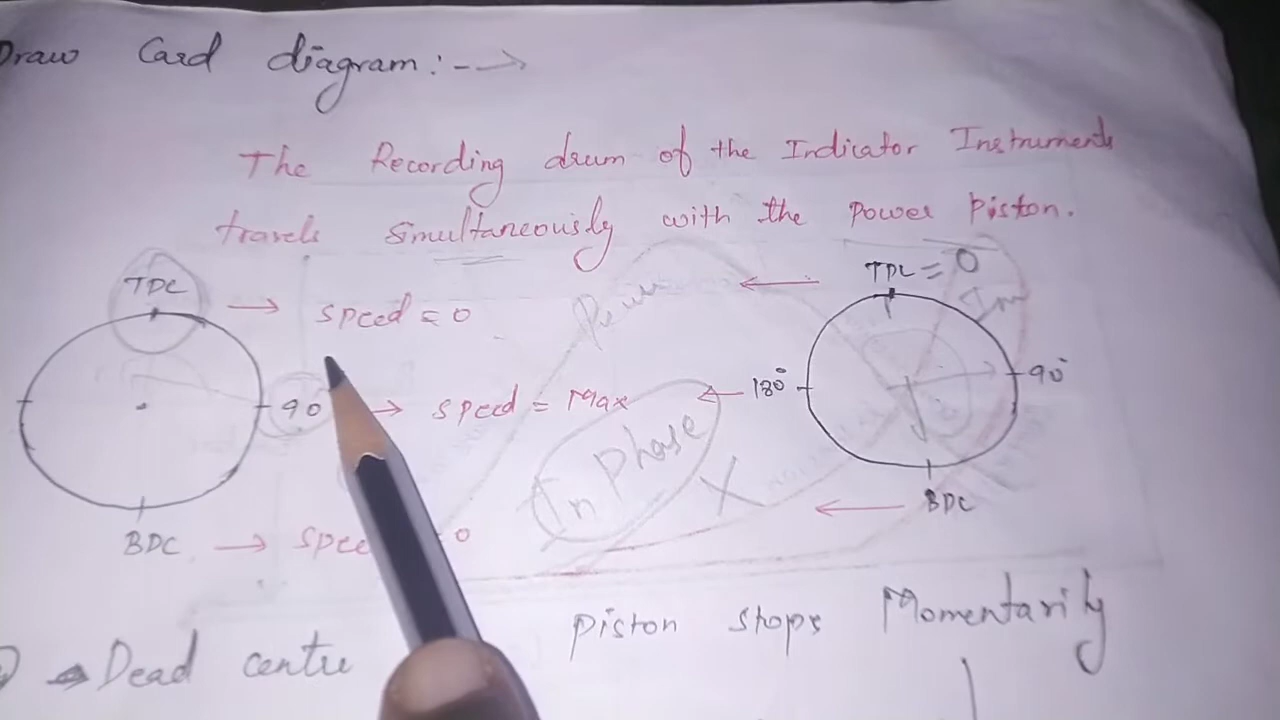 Draw Card diagram:-->
The Recording drum of the Indicator Instruments
travels simultaneously with the power piston.
TDC → speed = 0
90 → speed = Max
BDC → spee 0
TDC = 0
180°
90°
BDC
In phase
X
Dead centre piston stops Momentarily